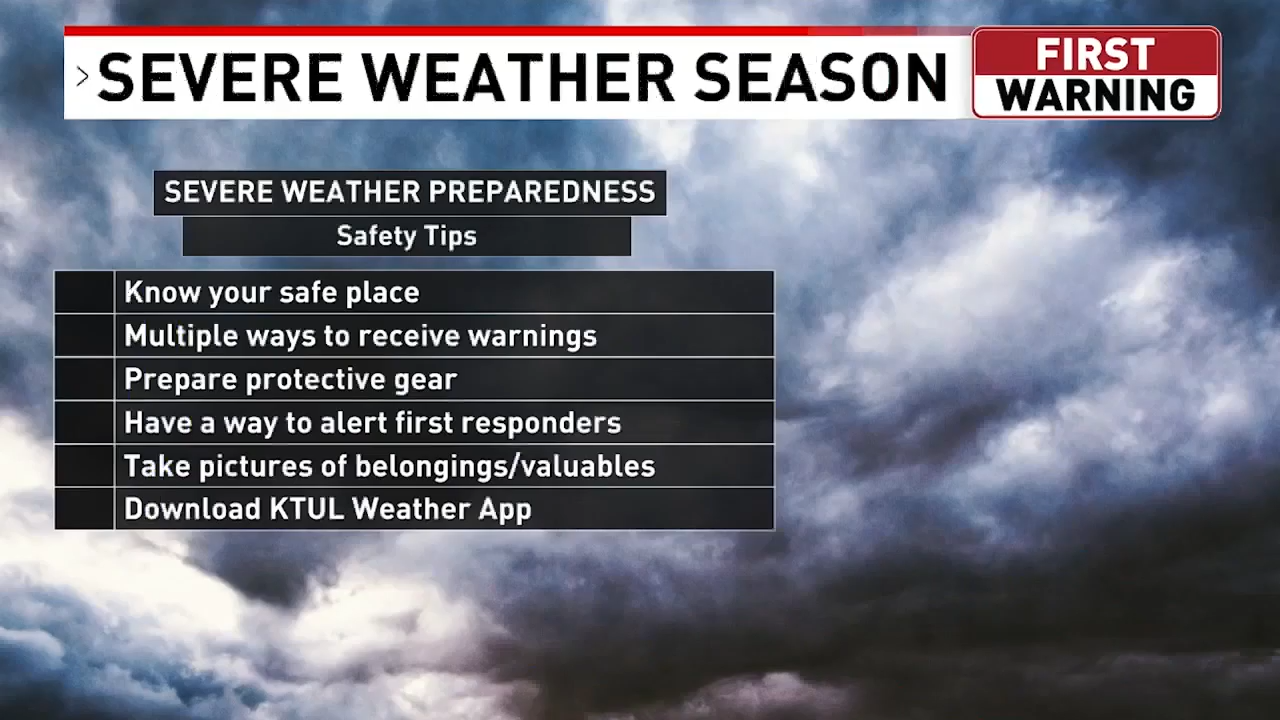 SEVERE WEATHER SEASON
FIRST
WARNING
SEVERE WEATHER PREPAREDNESS
Safety Tips
Know your safe place
Multiple ways to receive warnings
Prepare protective gear
Have a way to alert first responders
Take pictures of belongings/valuables
Download KTUL Weather App